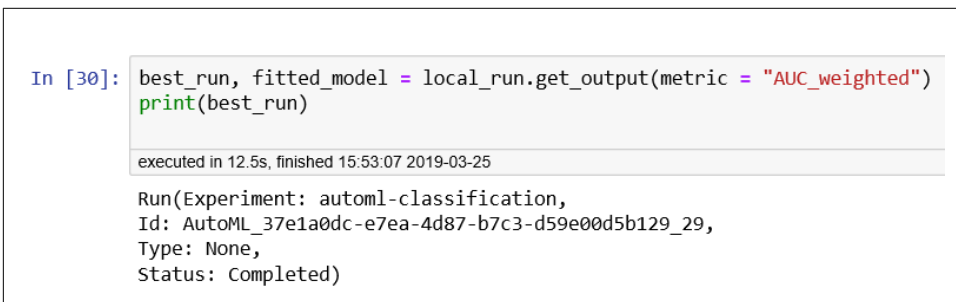 In [30]: best_run, fitted_model = local_run.get_output(metric = "AUC_weighted")
print(best_run)
executed in 12.5s, finished 15:53:07 2019-03-25
Run(Experiment: automl-classification,
Id: AutoML_37e1a0dc-e7ea-4d87-b7c3-d59e00d5b129_29,
Type: None,
Status: Completed)